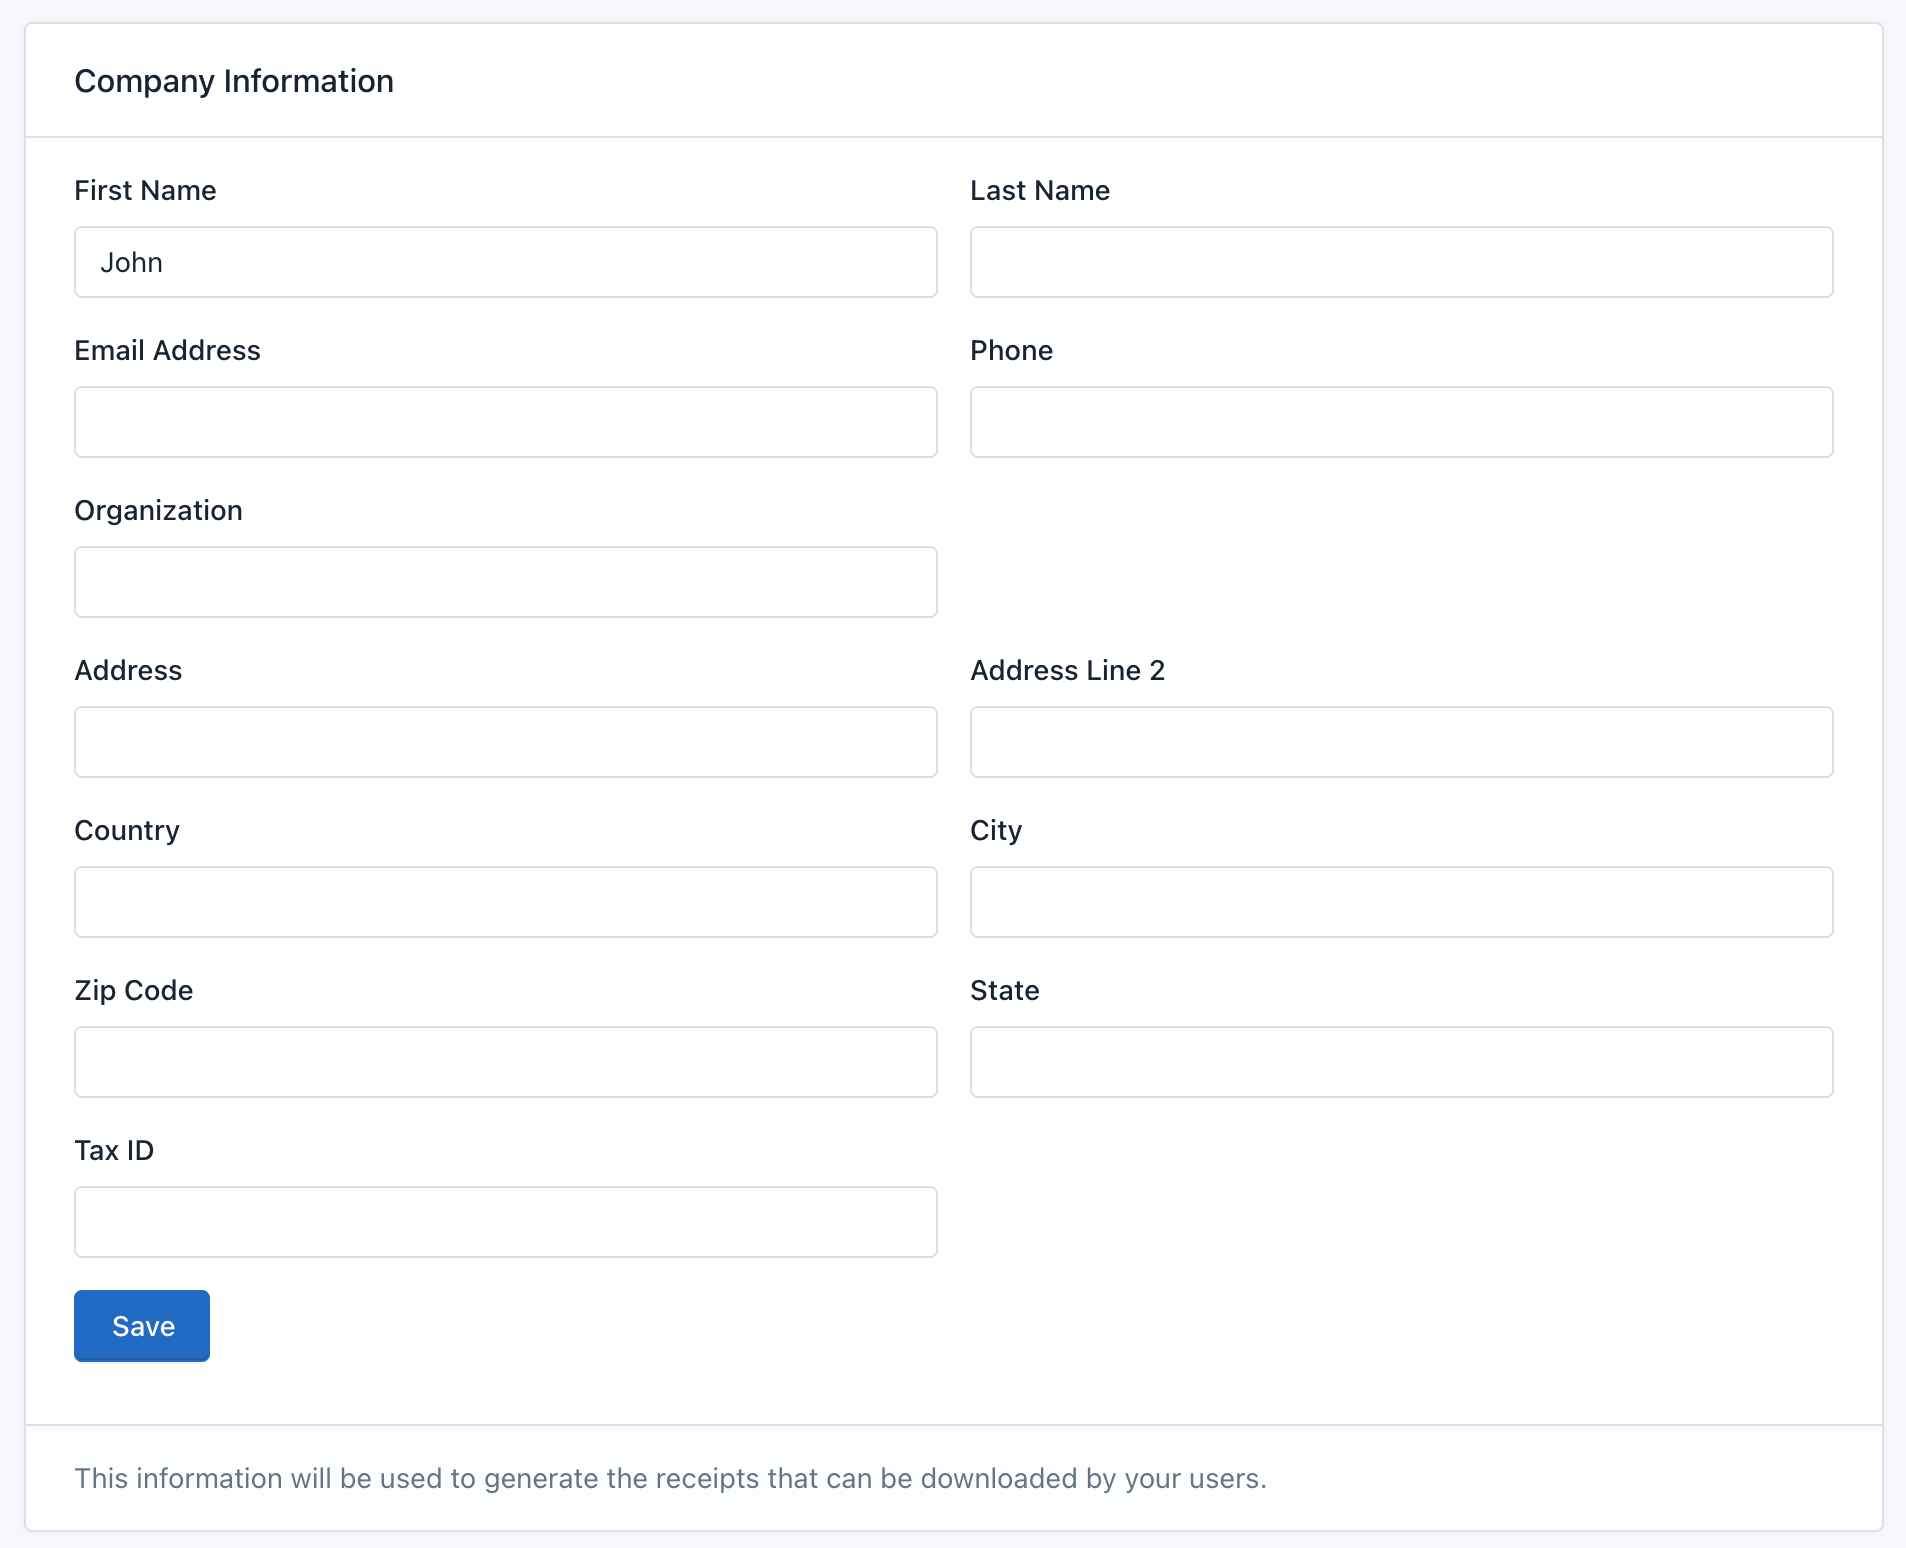 Company Information
First Name
Last Name
John
Email Address
Phone
Organization
Address
Address Line 2
Country
City
Zip Code
State
Tax ID
Save
This information will be used to generate the receipts that can be downloaded by your users.